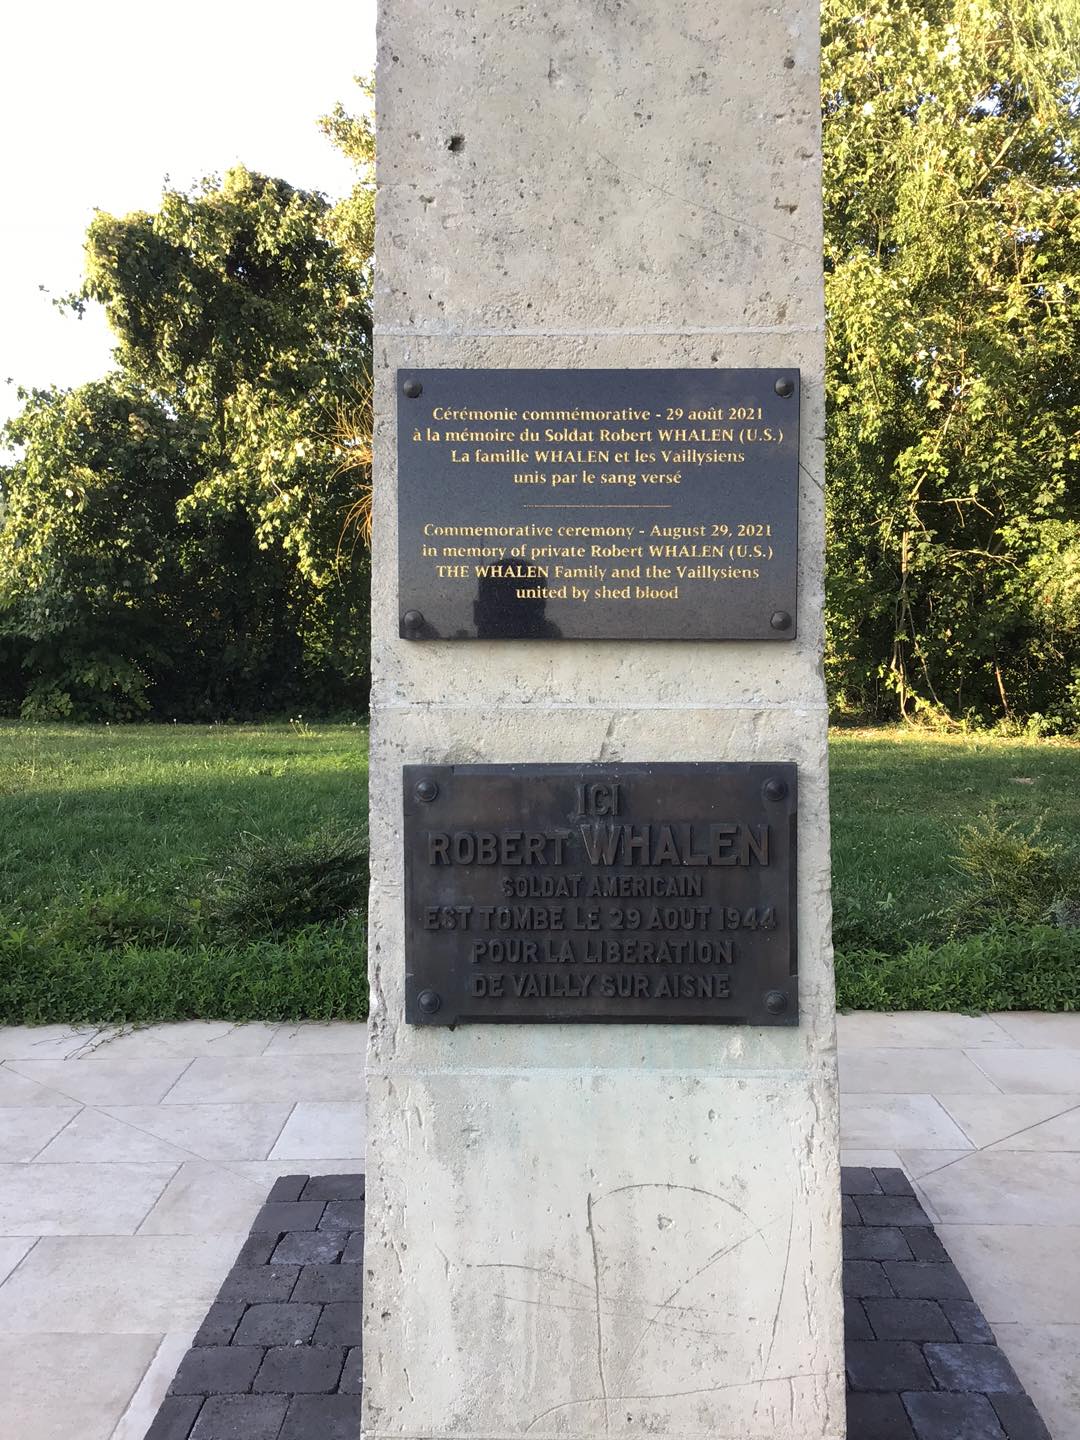 Cérémonie commémorative - 29 août 2021
à la mémoire du Soldat Robert WHALEN (U.S.)
La famille WHALEN et les Vaillysiens
unis par le sang versé
Commemorative ceremony - August 29, 2021
in memory of private Robert WHALEN (U.S.)
THE WHALEN Family and the Vaillysiens
united by shed blood
ICI
ROBERT WHALEN
SOLDAT AMERICAIN
EST TOMBÉ LE 29 AOUT 1944
POUR LA LIBERATION
DE VAILLY SUR AISNE